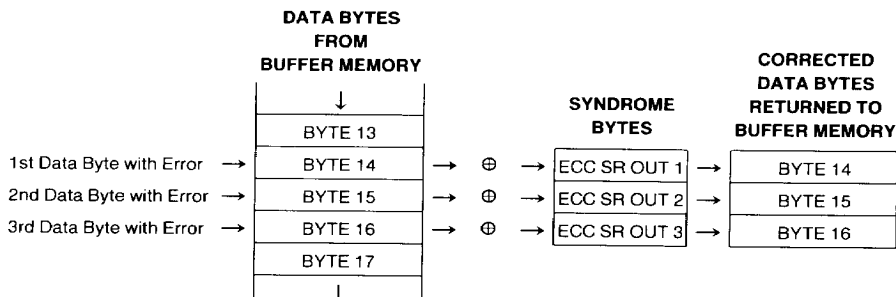 DATA BYTES
FROM
BUFFER MEMORY
CORRECTED
DATA BYTES
RETURNED TO
BUFFER MEMORY
SYNDROME
BYTES
BYTE 13
1st Data Byte with Error → BYTE 14 → ⊕ → ECC SR OUT 1 → BYTE 14
2nd Data Byte with Error → BYTE 15 → ⊕ → ECC SR OUT 2 → BYTE 15
3rd Data Byte with Error → BYTE 16 → ⊕ → ECC SR OUT 3 → BYTE 16
BYTE 17